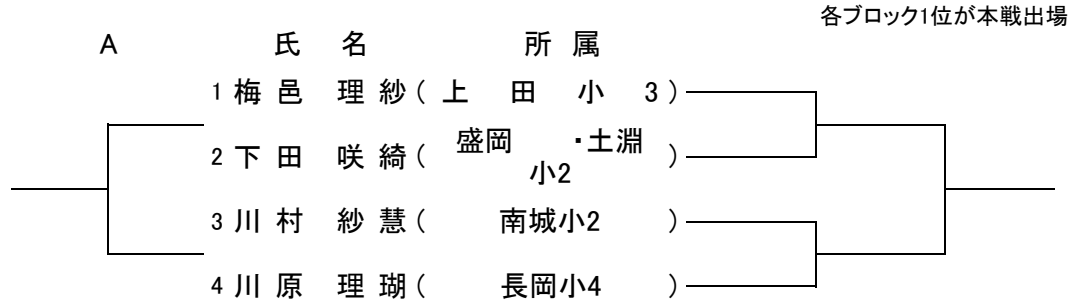 各ブロック1位が本戦出場
A 氏 名 所 属
1 梅 邑 理 紗 ( 上 田 小 3 )
2 下 田 咲 綺 ( 盛岡 ・土淵小2 )
3 川 村 紗 慧 ( 南城小2 )
4 川 原 理 瑚 ( 長岡小4 )